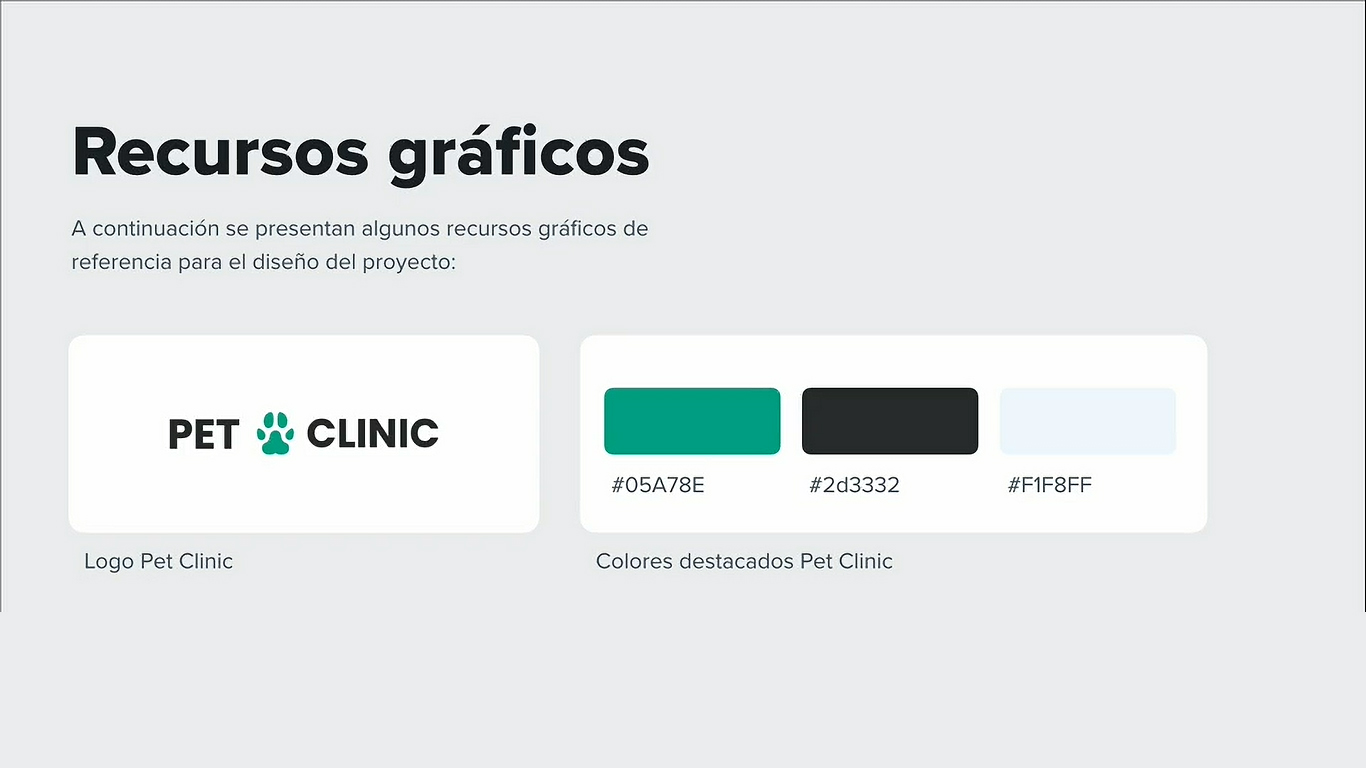 Recursos gráficos
A continuación se presentan algunos recursos gráficos de
referencia para el diseño del proyecto:
PET CLINIC
#05A78E
#2d3332
#F1F8FF
Logo Pet Clinic
Colores destacados Pet Clinic